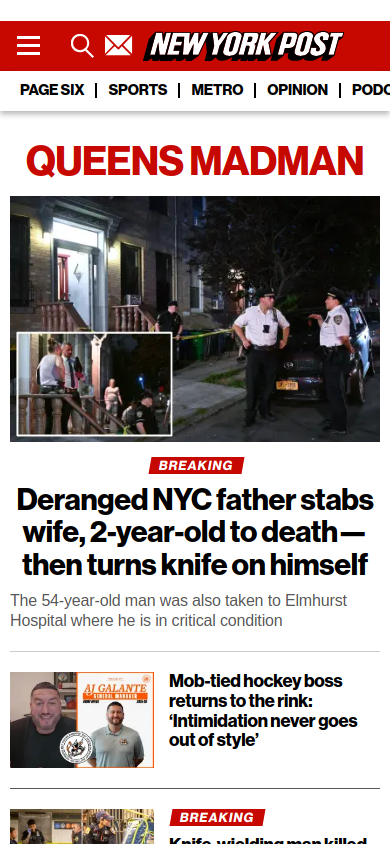 NEW YORK POST
PAGE SIX | SPORTS | METRO | OPINION | PODC
QUEENS MADMAN
BREAKING
Deranged NYC father stabs
wife, 2-year-old to death —
then turns knife on himself
The 54-year-old man was also taken to Elmhurst
Hospital where he is in critical condition
AJ GALANTE
GENERAL MANAGER
Mob-tied hockey boss
returns to the rink:
‘Intimidation never goes
out of style’
BREAKING
Knife-wielding man killed